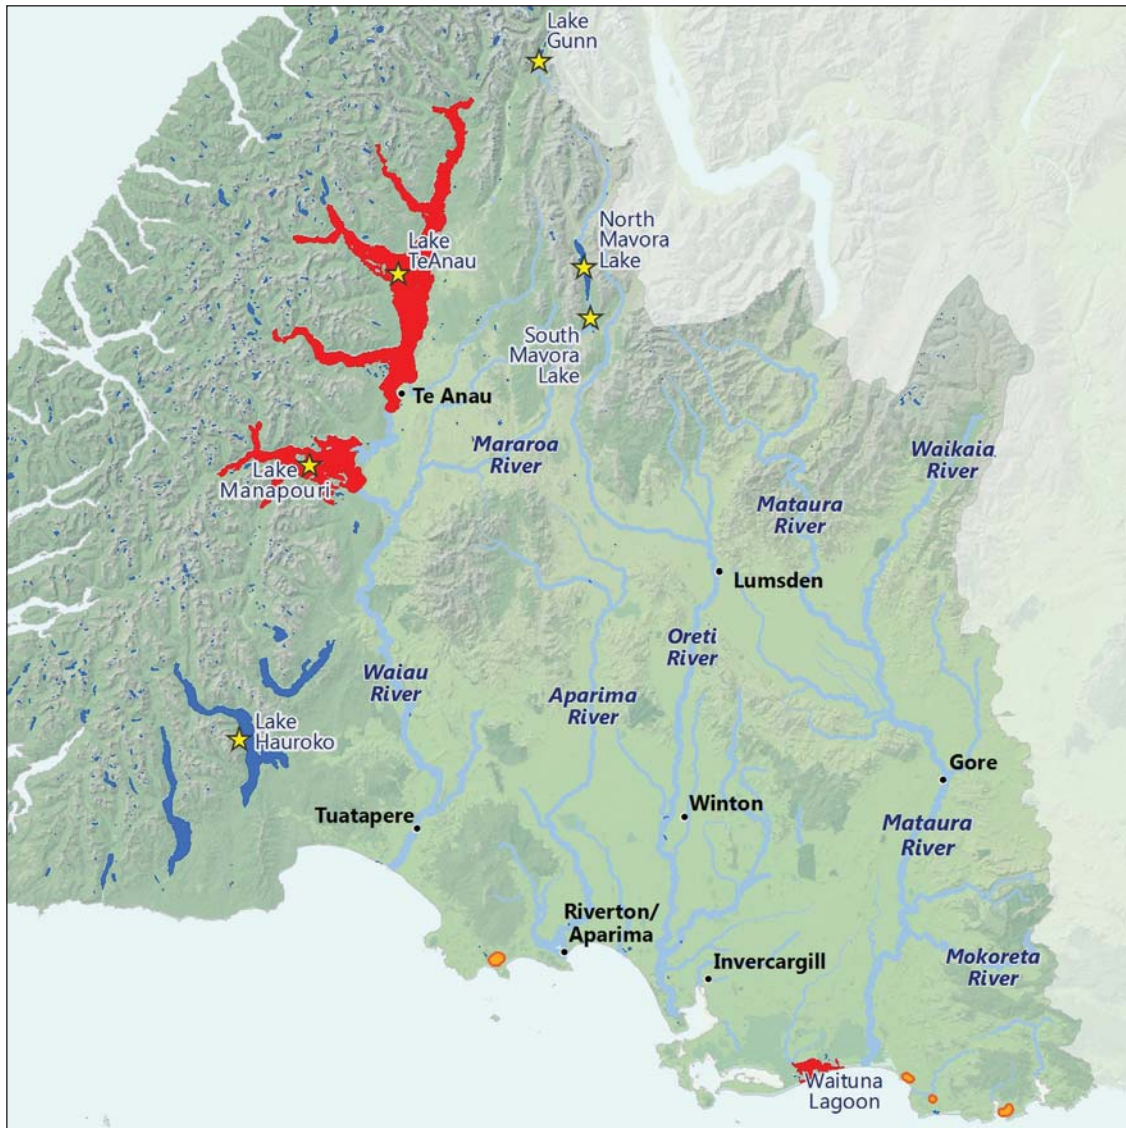 Lake
Gunn
North
Mavora
Lake
Lake
TeAnau
South
Mavora
Lake
Te Anau
Mararoa
River
Waikaia
River
Lake
Manapouri
Mataura
River
Lumsden
Oreti
River
Waiau
River
Aparima
River
Lake
Hauroko
Gore
Tuatapere
Winton
Mataura
River
Riverton/
Aparima
Invercargill
Mokoreta
River
Waituna
Lagoon